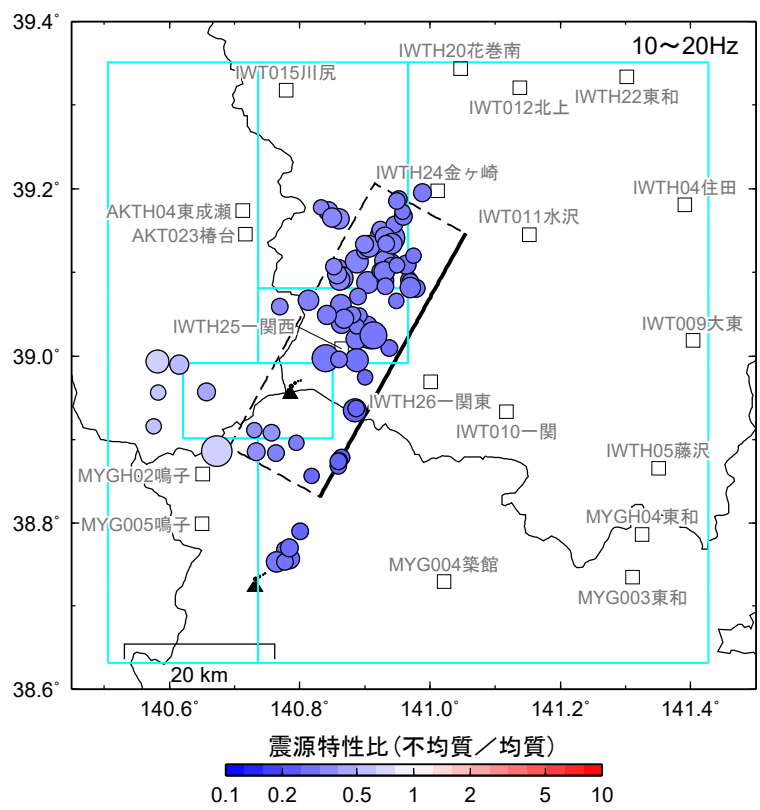 39.4˚
10〜20Hz
IWTH20花巻南
IWT015川尻
IWT012北上
IWTH22東和
39.2˚
IWTH24金ヶ崎
IWTH04住田
AKTH04東成瀬
IWT011水沢
AKT023椿台
IWTH25一関西
IWT009大東
39.0˚
IWTH26一関東
IWT010一関
IWTH05藤沢
MYGH02鳴子
38.8˚
MYG005鳴子
MYGH04東和
MYG004築館
MYG003東和
20 km
38.6˚
140.6˚ 140.8˚ 141.0˚ 141.2˚ 141.4˚
震源特性比(不均質／均質)
0.1 0.2 0.5 1 2 5 10